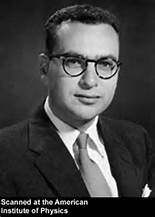 Scanned at the American
Institute of Physics